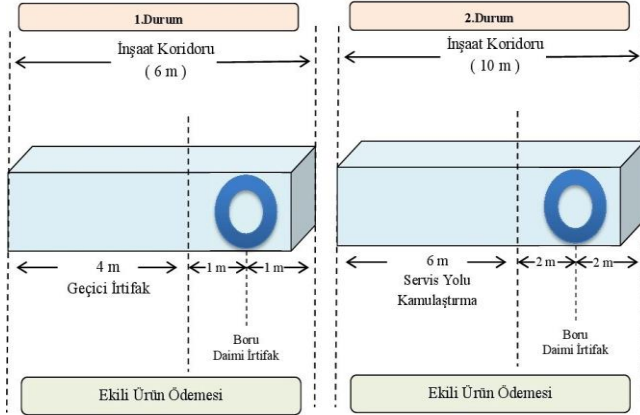 1.Durum
İnşaat Koridoru
( 6 m )
4 m
Geçici İrtifak
1 m
1 m
Boru
Daimi İrtifak
Ekili Ürün Ödemesi
2.Durum
İnşaat Koridoru
( 10 m )
6 m
Servis Yolu
Kamulaştırma
2 m
2 m
Boru
Daimi İrtifak
Ekili Ürün Ödemesi